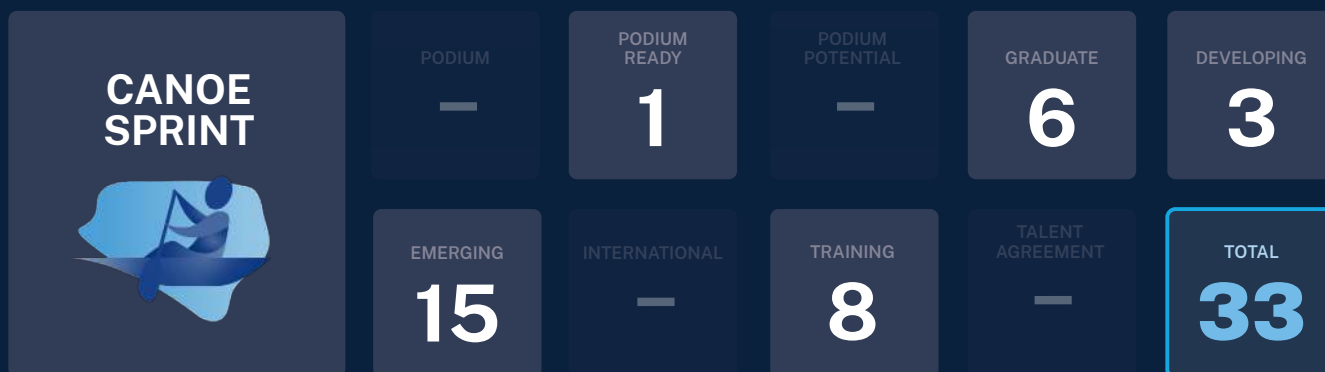 CANOE
SPRINT
PODIUM
–
PODIUM
READY
1
PODIUM
POTENTIAL
–
GRADUATE
6
DEVELOPING
3
EMERGING
15
INTERNATIONAL
–
TRAINING
8
TALENT
AGREEMENT
–
TOTAL
33